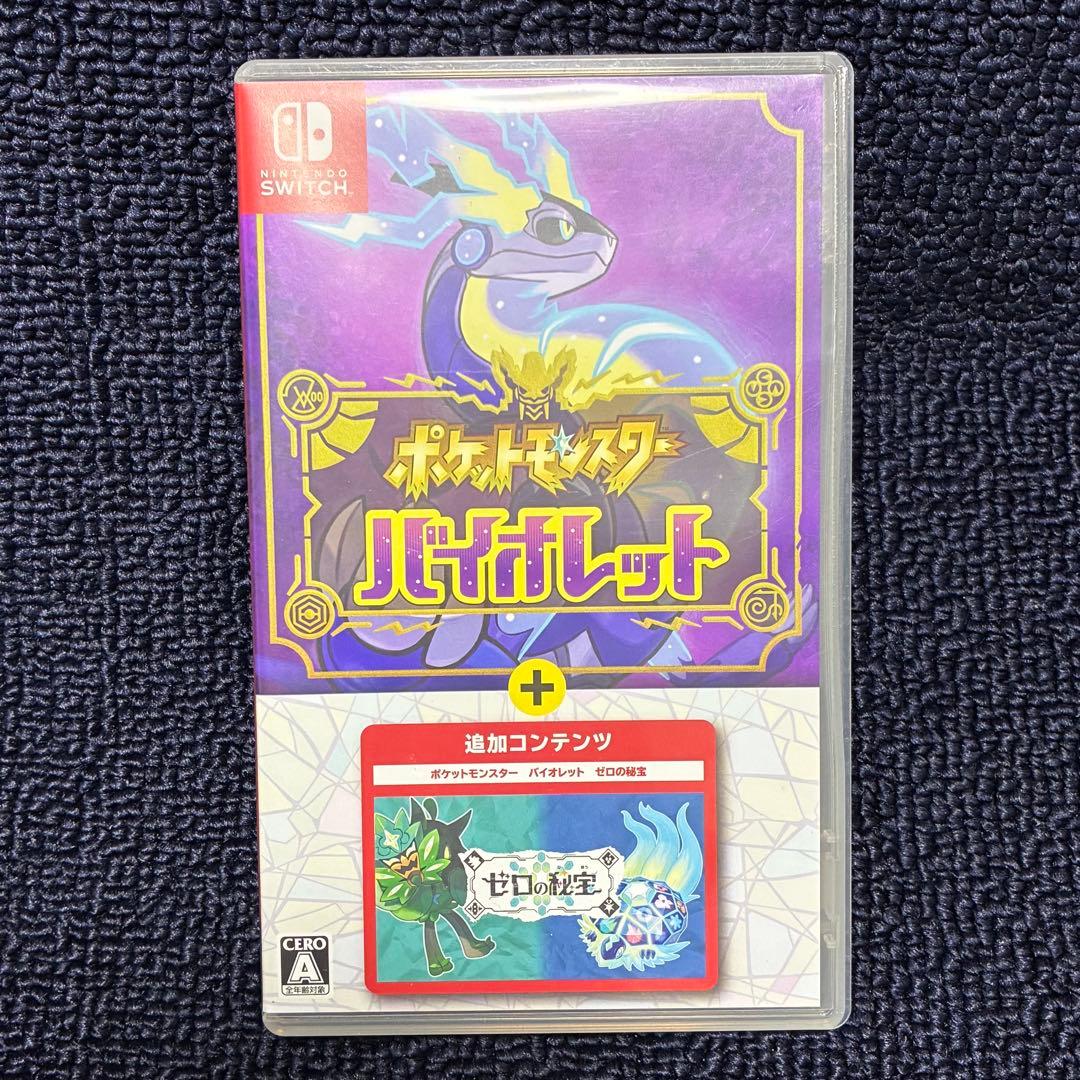 NINTENDO
SWITCH
ポケットモンスター
バイオレット
+
追加コンテンツ
ポケットモンスター バイオレット ゼロの秘宝
ゼロの秘宝
CERO
A
全年齢対象